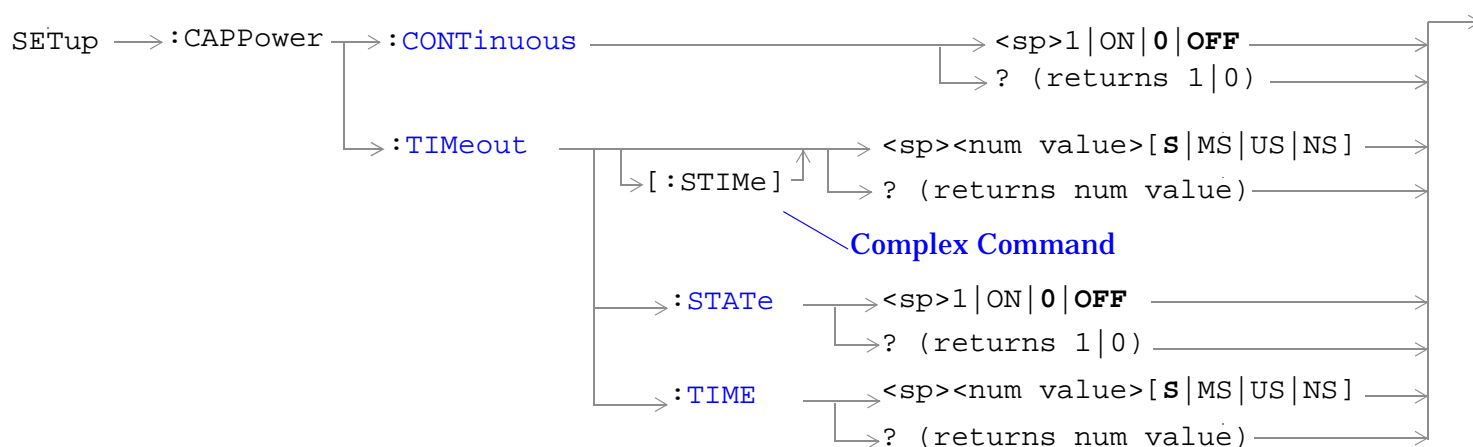 SETup :CAPPower :CONTinuous <sp>1|ON|0|OFF
? (returns 1|0)
:TIMeout <sp><num value>[S|MS|US|NS]
[:STIMe] ? (returns num value)
Complex Command
:STATe <sp>1|ON|0|OFF
? (returns 1|0)
:TIME <sp><num value>[S|MS|US|NS]
? (returns num value)